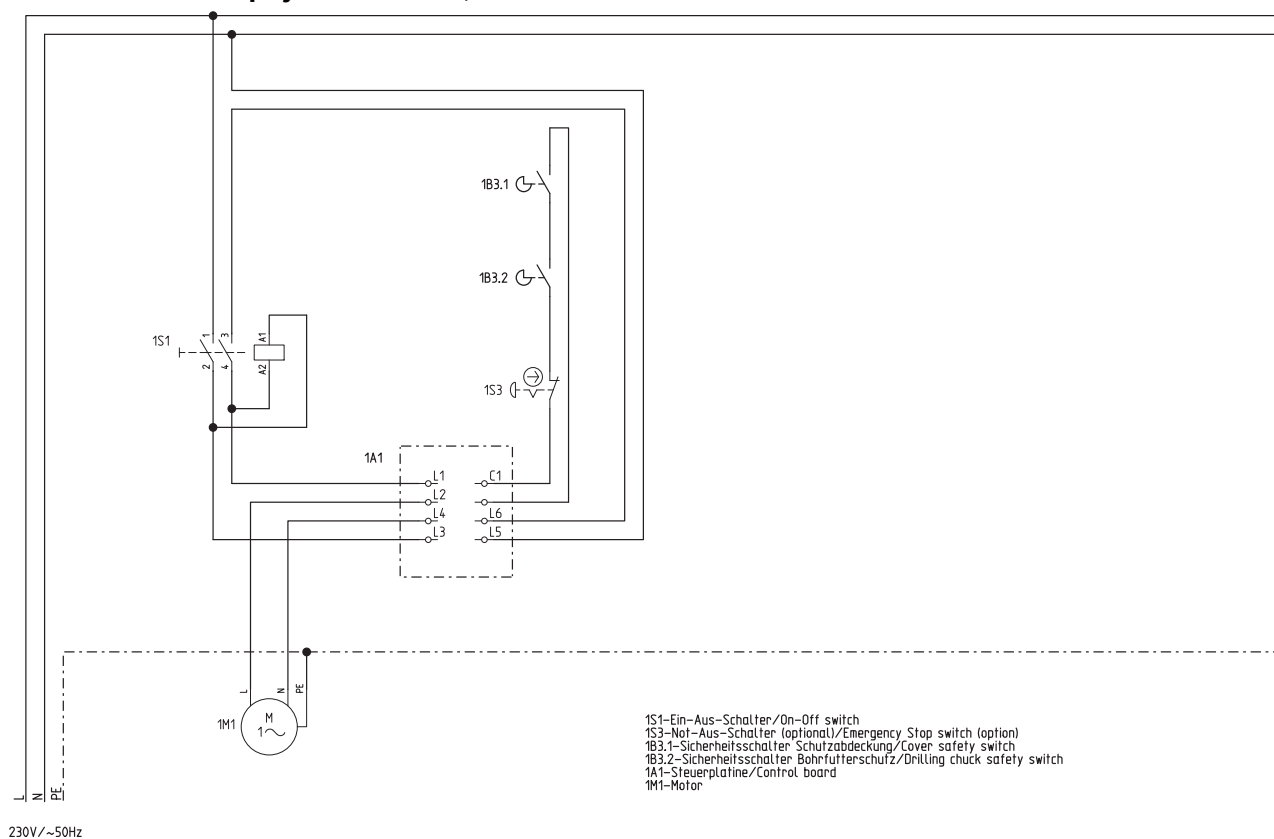 1B3.1
1B3.2
1S1
1
3
A1
2
4
A2
1S3
1A1
L1
C1
L2
L4
L6
L3
L5
L
N
PE
1M1
M
1~
1S1-Ein-Aus-Schalter/On-Off switch
1S3-Not-Aus-Schalter (optional)/Emergency Stop switch (option)
1B3.1-Sicherheitsschalter Schutzabdeckung/Cover safety switch
1B3.2-Sicherheitsschalter Bohrfutterschutz/Drilling chuck safety switch
1A1-Steuerplatine/Control board
1M1-Motor
L
N
PE
230V/~50Hz